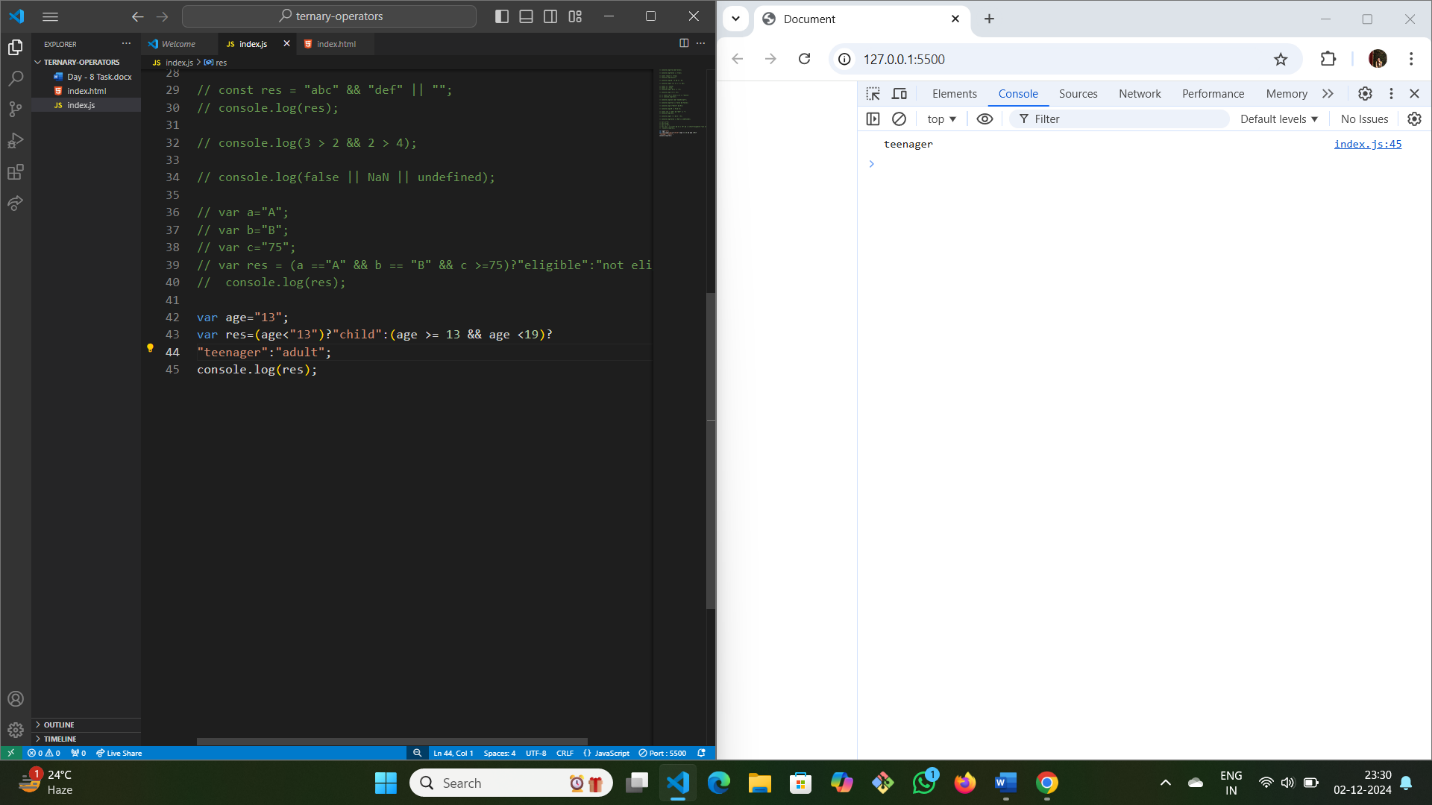 ternary-operators
EXPLORER
Welcome
index.js
index.html
TERNARY-OPERATORS
Day - 8 Task.docx
index.html
index.js
index.js > res
28
29 // const res = "abc" && "def" || "";
30 // console.log(res);
31
32 // console.log(3 > 2 && 2 > 4);
33
34 // console.log(false || NaN || undefined);
35
36 // var a="A";
37 // var b="B";
38 // var c="75";
39 // var res = (a =="A" && b == "B" && c >=75)?"eligible":"not eli
40 //  console.log(res);
41
42 var age="13";
43 var res=(age<"13")?"child":(age >= 13 && age <19)?
44 "teenager":"adult";
45 console.log(res);
OUTLINE
TIMELINE
0 0 0 Live Share
Ln 44, Col 1 Spaces: 4 UTF-8 CRLF {} JavaScript Port : 5500
Document
127.0.0.1:5500
Elements Console Sources Network Performance Memory
top Filter Default levels No Issues
teenager index.js:45
1 24°C
Haze
Search
W
1
ENG
IN
23:30
02-12-2024